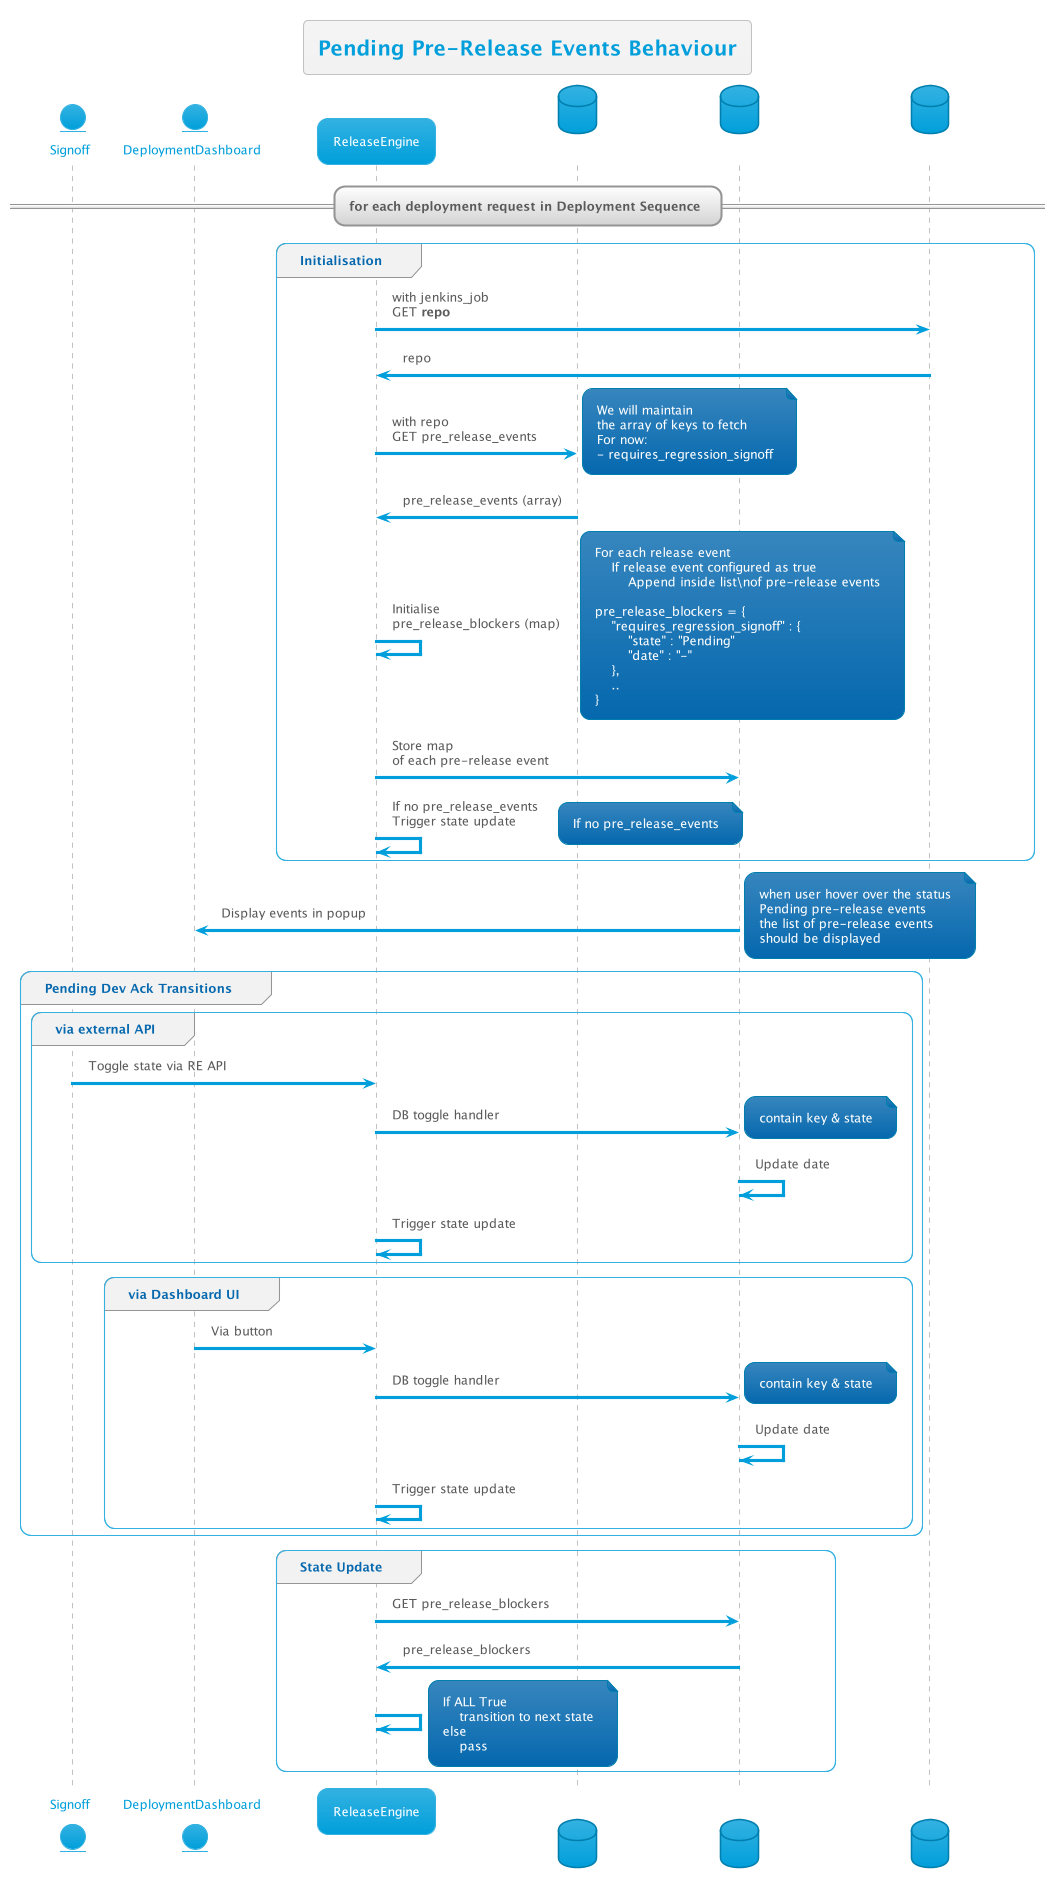 Pending Pre-Release Events Behaviour
Signoff
DeploymentDashboard
ReleaseEngine
for each deployment request in Deployment Sequence
Initialisation
with jenkins_job
GET repo
repo
with repo
GET pre_release_events
We will maintain
the array of keys to fetch
For now:
- requires_regression_signoff
pre_release_events (array)
Initialise
pre_release_blockers (map)
For each release event
If release event configured as true
Append inside list\nof pre-release events
pre_release_blockers = {
"requires_regression_signoff" : {
"state" : "Pending"
"date" : "-"
},
..
}
Store map
of each pre-release event
If no pre_release_events
Trigger state update
If no pre_release_events
Display events in popup
when user hover over the status
Pending pre-release events
the list of pre-release events
should be displayed
Pending Dev Ack Transitions
via external API
Toggle state via RE API
DB toggle handler
contain key & state
Update date
Trigger state update
via Dashboard UI
Via button
DB toggle handler
contain key & state
Update date
Trigger state update
State Update
GET pre_release_blockers
pre_release_blockers
If ALL True
transition to next state
else
pass
Signoff
DeploymentDashboard
ReleaseEngine